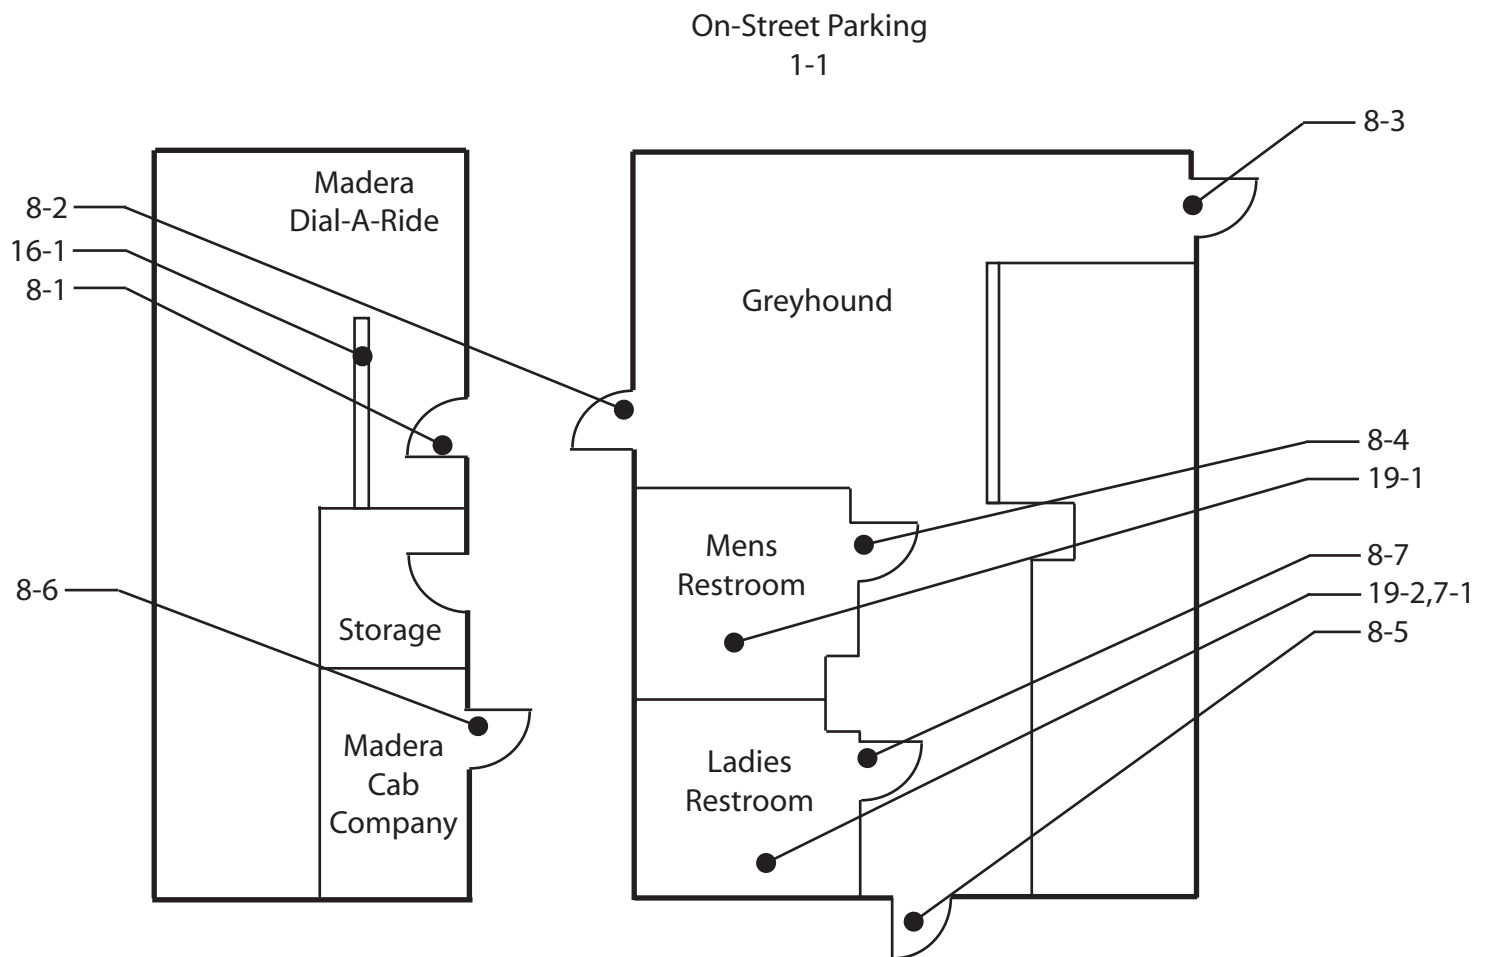 On-Street Parking
1-1
8-3
Madera
Dial-A-Ride
8-2
16-1
8-1
Greyhound
8-4
19-1
Mens
Restroom
8-7
19-2,7-1
8-5
8-6
Storage
Madera
Cab
Company
Ladies
Restroom